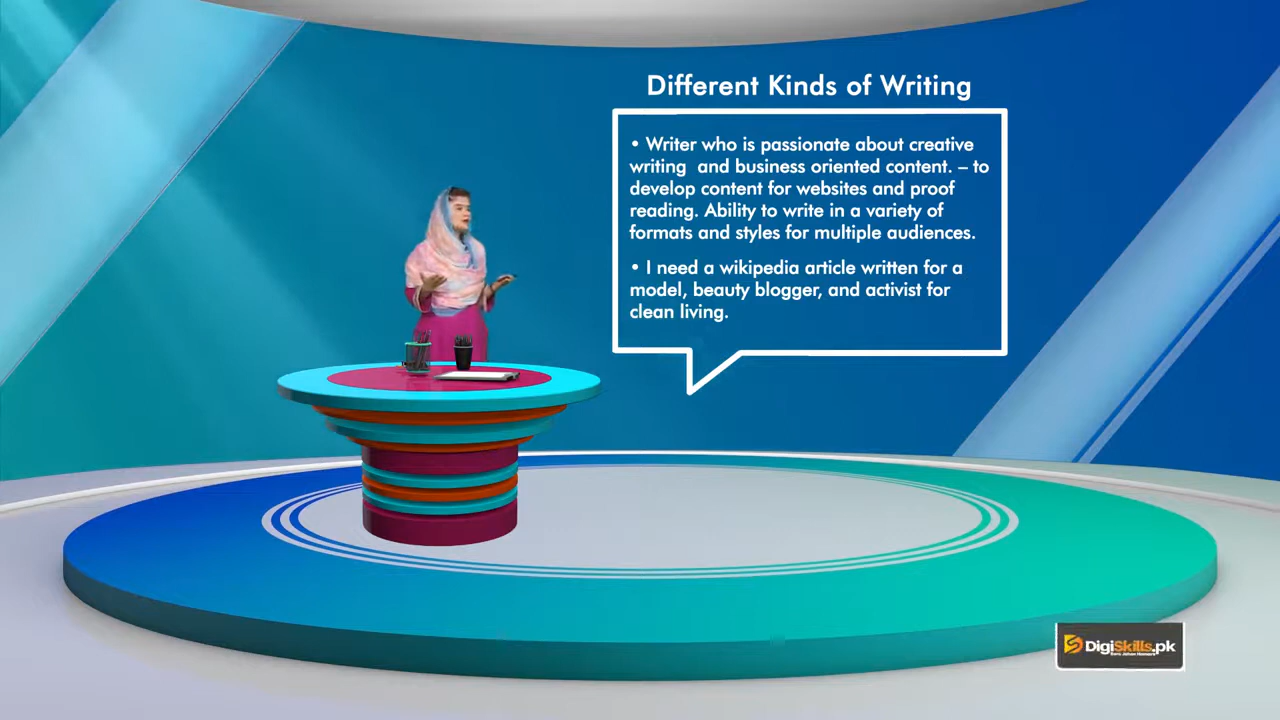 Different Kinds of Writing
• Writer who is passionate about creative
writing  and business oriented content. – to
develop content for websites and proof
reading. Ability to write in a variety of
formats and styles for multiple audiences.
• I need a wikipedia article written for a
model, beauty blogger, and activist for
clean living.
DigiSkills.pk